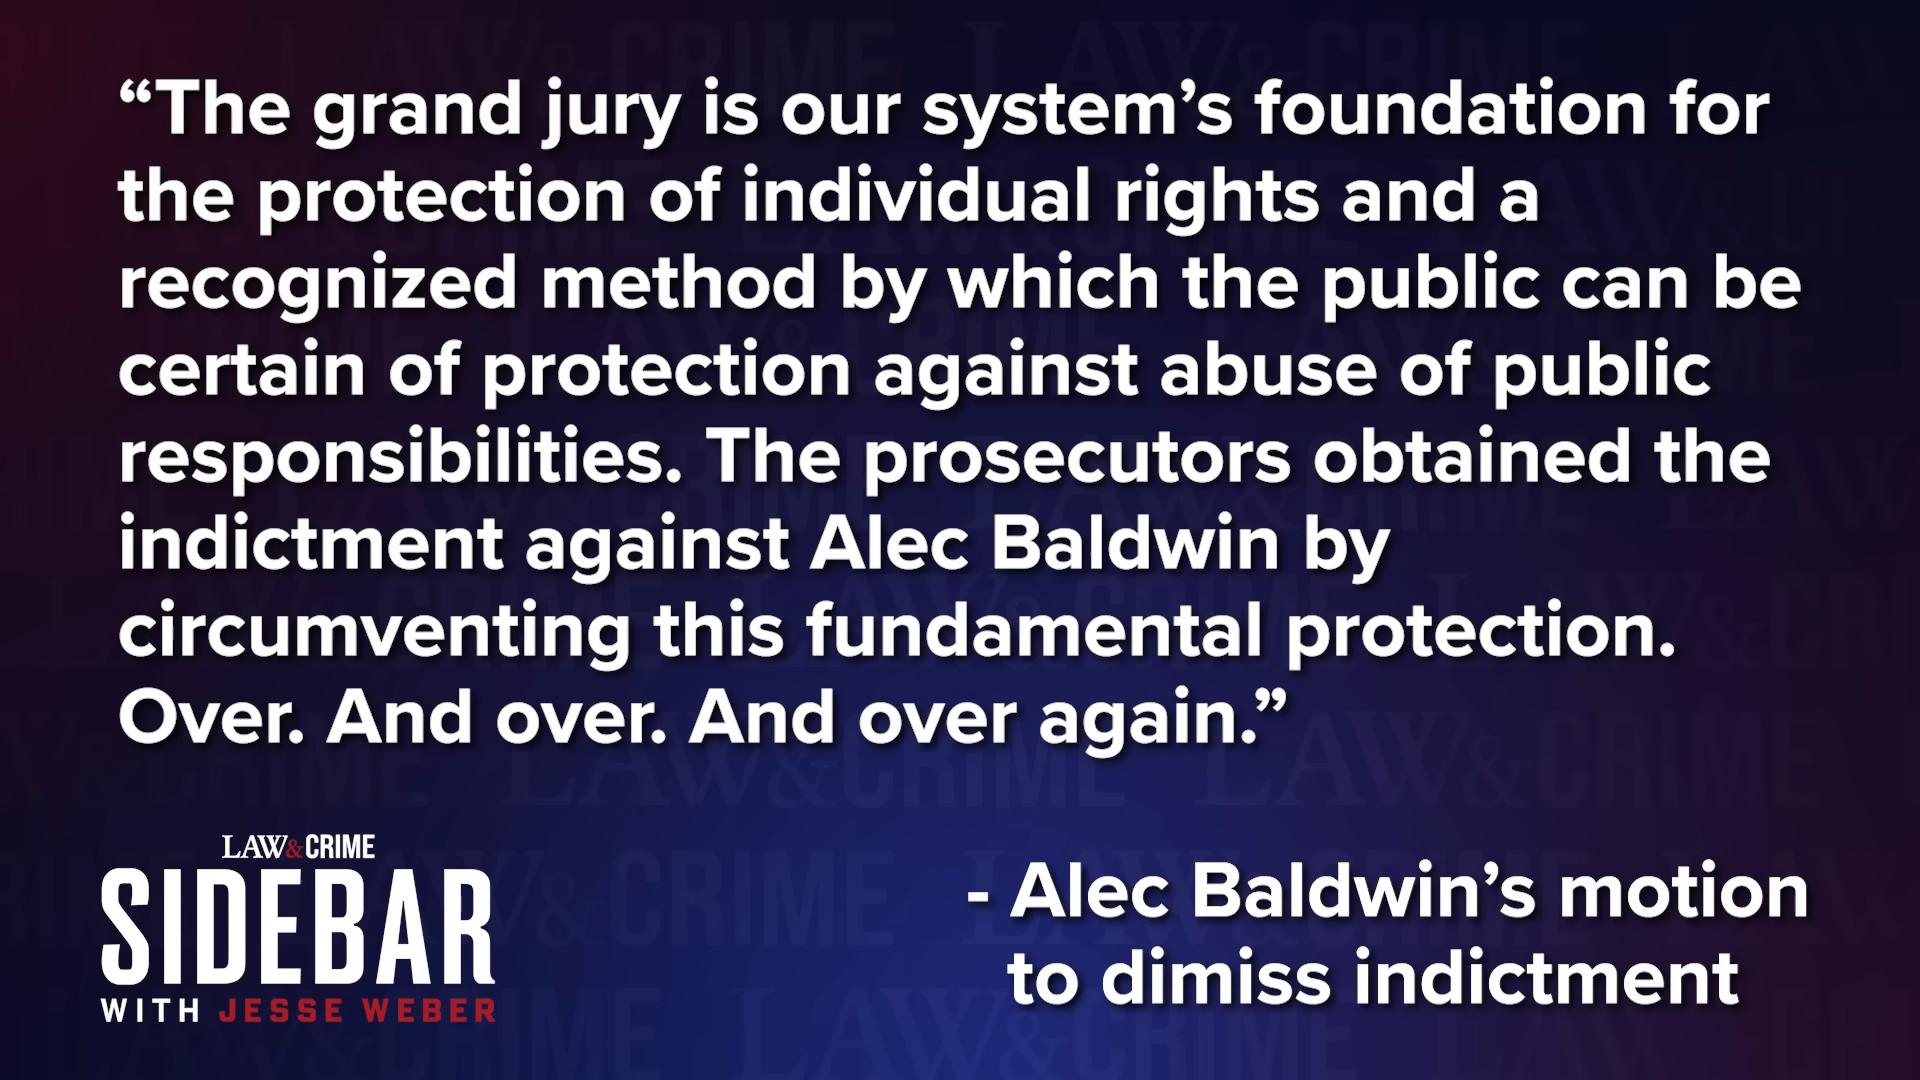 “The grand jury is our system’s foundation for
the protection of individual rights and a
recognized method by which the public can be
certain of protection against abuse of public
responsibilities. The prosecutors obtained the
indictment against Alec Baldwin by
circumventing this fundamental protection.
Over. And over. And over again.”
LAW&CRIME
SIDEBAR
WITH JESSE WEBER
- Alec Baldwin’s motion
to dimiss indictment